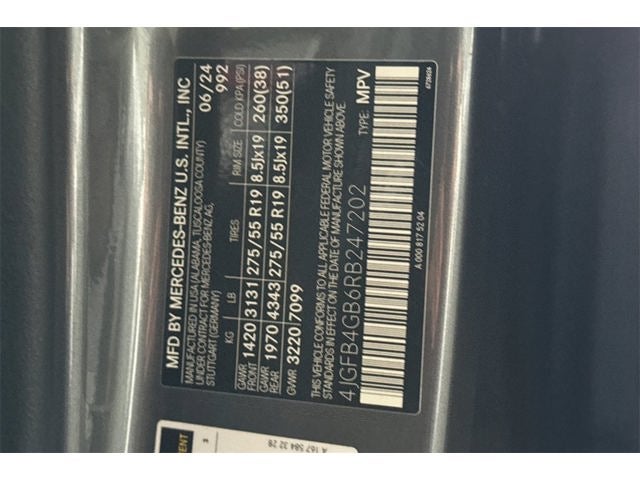 MFD BY MERCEDES-BENZ U.S. INTL., INC
MANUFACTURED IN USA (ALABAMA, TUSCALOOSA COUNTY)
UNDER CONTRACT FOR MERCEDES-BENZ AG,
STUTTGART (GERMANY)
06/24
992
KG LB TIRES RIM SIZE COLD KPA (PSI)
GAWR FRONT 1420 3131 275/55 R19 8.5Jx19 260(38)
GAWR REAR 1970 4343 275/55 R19 8.5Jx19 350(51)
GVWR 3220 7099
THIS VEHICLE CONFORMS TO ALL APPLICABLE FEDERAL MOTOR VEHICLE SAFETY
STANDARDS IN EFFECT ON THE DATE OF MANUFACTURE SHOWN ABOVE.
4JGFB4GB6RB247202
TYPE: MPV
A 000 817 52 04
A 167 584 32 28